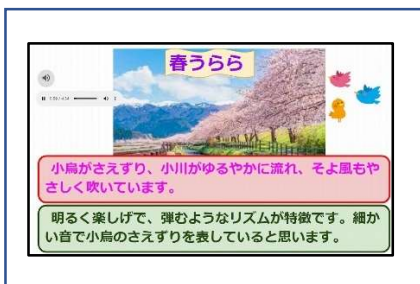 春うらら
小鳥がさえずり、小川がゆるやかに流れ、そよ風もや
さしく吹いています。
明るく楽しげで、弾むようなリズムが特徴です。細か
い音で小鳥のさえずりを表していると思います。